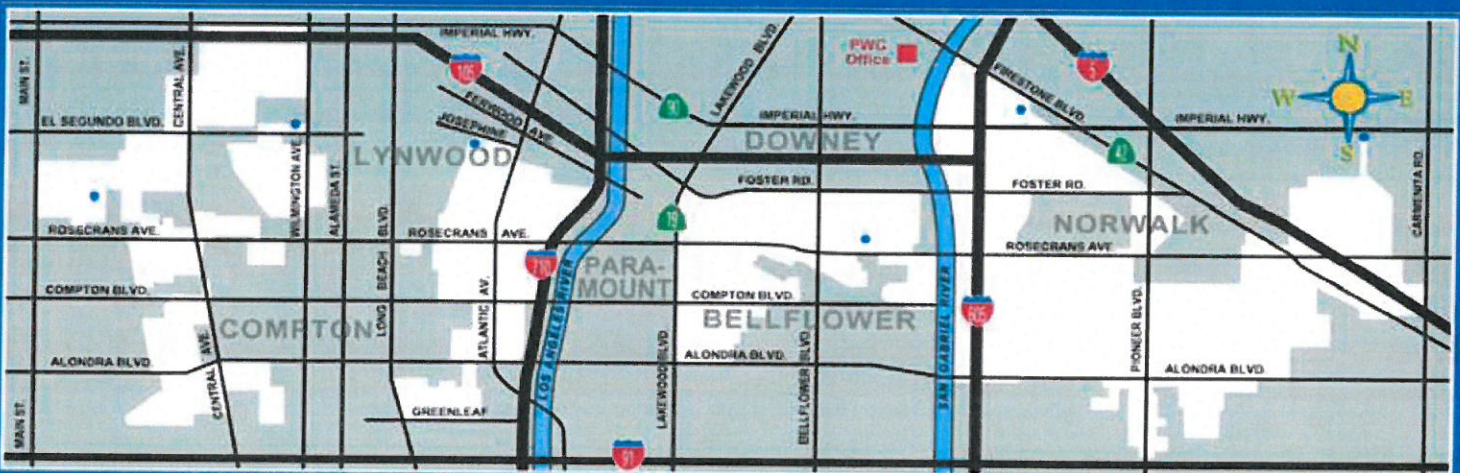 IMPERIAL HWY.
105
FERNWOOD AVE.
JOSEPHINE
LAKEWOOD BLVD
PWC
Office
5
FIRESTONE BLVD.
N
W
E
S
MAIN ST.
CENTRAL AVE.
EL SEGUNDO BLVD.
WILMINGTON AVE.
ALAMEDA ST.
LYNWOOD
90
IMPERIAL HWY.
DOWNEY
IMPERIAL HWY.
42
FOSTER RD.
FOSTER RD.
NORWALK
CARMENITA RD.
ROSECRANS AVE.
ROSECRANS AVE.
19
ROSECRANS AVE
LONG BEACH BLVD.
710
PARA-
MOUNT
LOS ANGELES RIVER
COMPTON BLVD.
COMPTON BLVD.
COMPTON
ATLANTIC AV.
BELLFLOWER
SAN GABRIEL RIVER
605
PIONEER BLVD.
ALONDRA BLVD.
ALONDRA BLVD.
ALONDRA BLVD.
CENTRAL AVE.
MAIN ST.
GREENLEAF
LAKEWOOD BLVD
BELLFLOWER BLVD.
91